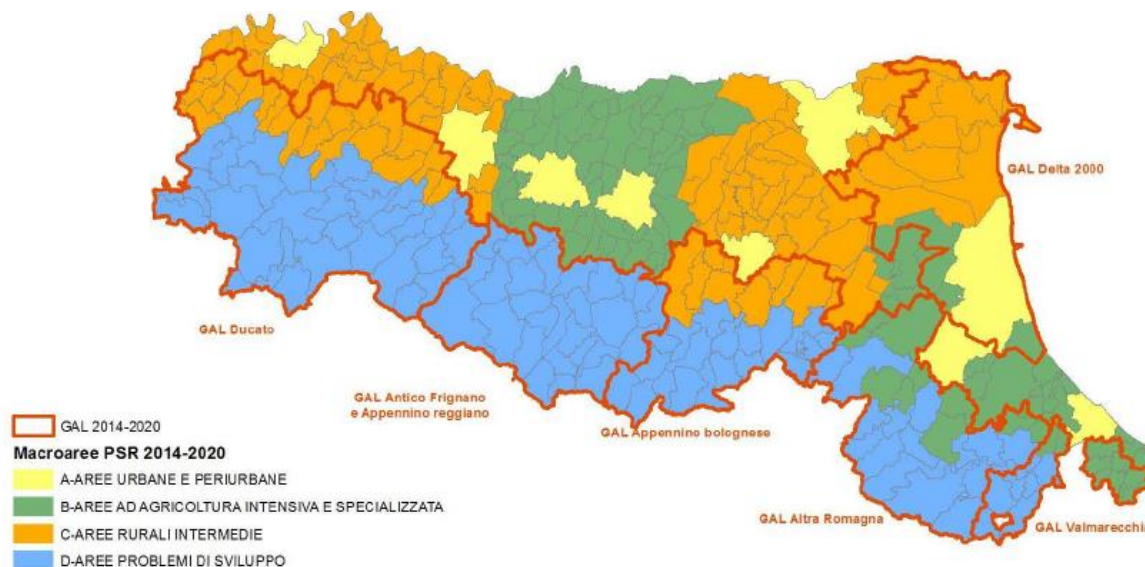 GAL Delta 2000
GAL Ducato
GAL Antico Frignano
e Appennino reggiano
GAL Appennino bolognese
GAL Altra Romagna
GAL Valmarecchia
GAL 2014-2020
Macroaree PSR 2014-2020
A-AREE URBANE E PERIURBANE
B-AREE AD AGRICOLTURA INTENSIVA E SPECIALIZZATA
C-AREE RURALI INTERMEDIE
D-AREE PROBLEMI DI SVILUPPO